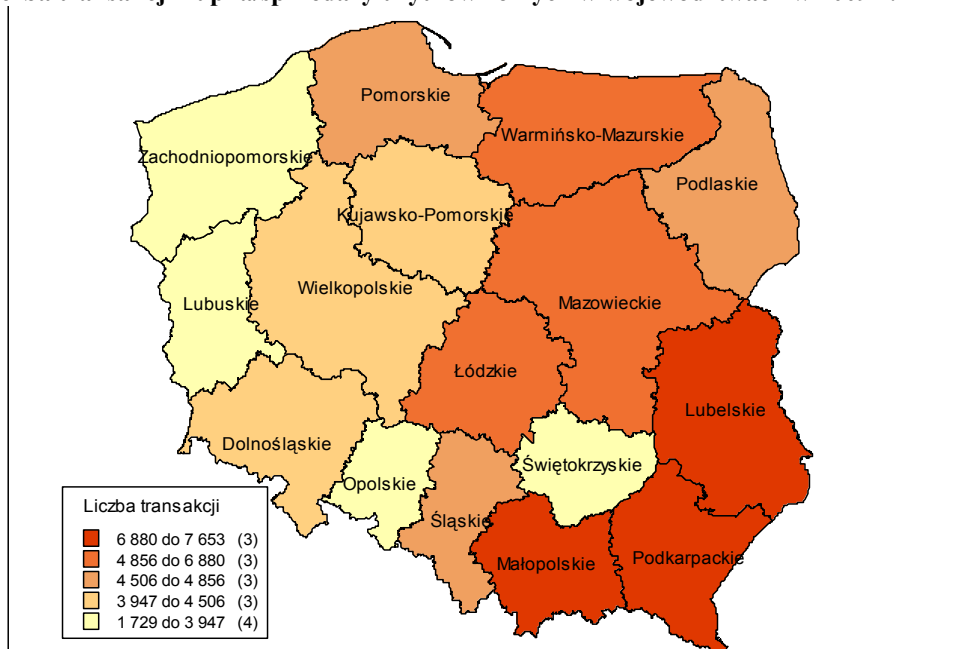 Pomorskie
Warmińsko-Mazurskie
Zachodniopomorskie
Podlaskie
Kujawsko-Pomorskie
Wielkopolskie
Lubuskie
Mazowieckie
Łódzkie
Lubelskie
Dolnośląskie
Świętokrzyskie
Opolskie
Śląskie
Małopolskie
Podkarpackie
Liczba transakcji
6 880 do 7 653 (3)
4 856 do 6 880 (3)
4 506 do 4 856 (3)
3 947 do 4 506 (3)
1 729 do 3 947 (4)